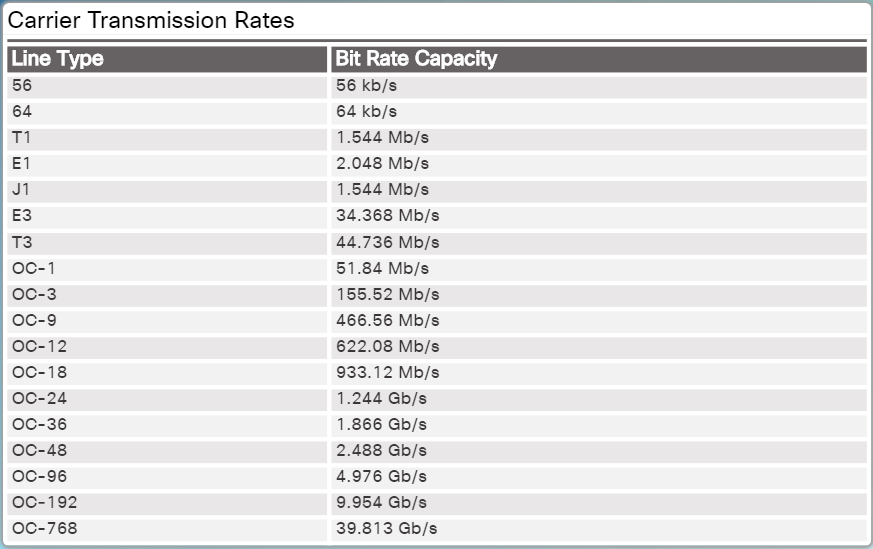 Carrier Transmission Rates
Line Type Bit Rate Capacity
56 56 kb/s
64 64 kb/s
T1 1.544 Mb/s
E1 2.048 Mb/s
J1 1.544 Mb/s
E3 34.368 Mb/s
T3 44.736 Mb/s
OC-1 51.84 Mb/s
OC-3 155.52 Mb/s
OC-9 466.56 Mb/s
OC-12 622.08 Mb/s
OC-18 933.12 Mb/s
OC-24 1.244 Gb/s
OC-36 1.866 Gb/s
OC-48 2.488 Gb/s
OC-96 4.976 Gb/s
OC-192 9.954 Gb/s
OC-768 39.813 Gb/s